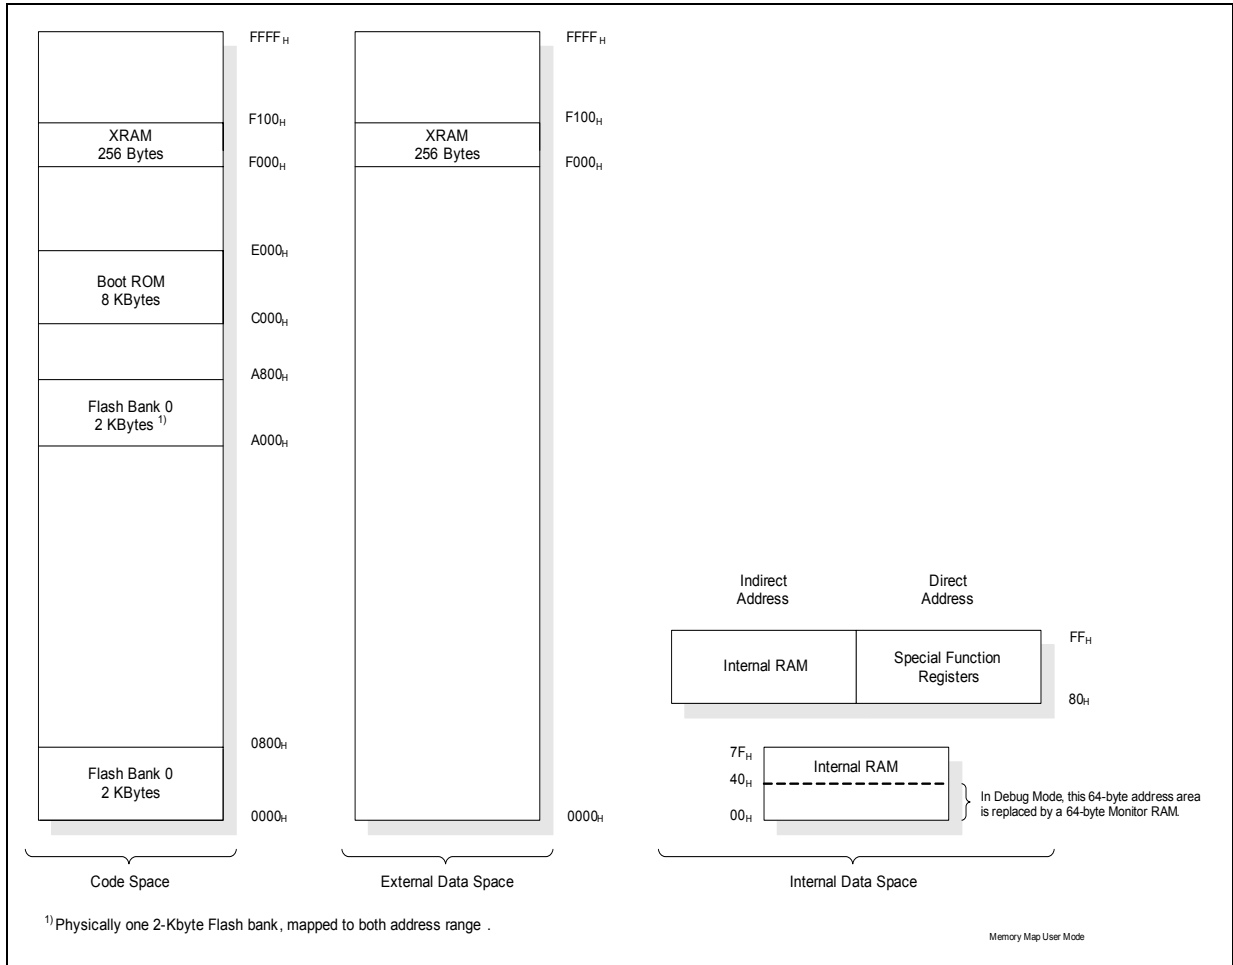 FFFFH
F100H
XRAM
256 Bytes
F000H
E000H
Boot ROM
8 KBytes
C000H
A800H
Flash Bank 0
2 KBytes 1)
A000H
0800H
Flash Bank 0
2 KBytes
0000H
Code Space
FFFFH
F100H
XRAM
256 Bytes
F000H
0000H
External Data Space
Indirect
Address
Direct
Address
Internal RAM
Special Function
Registers
FFH
80H
7FH
Internal RAM
40H
00H
In Debug Mode, this 64-byte address area
is replaced by a 64-byte Monitor RAM.
Internal Data Space
1) Physically one 2-Kbyte Flash bank, mapped to both address range .
Memory Map User Mode